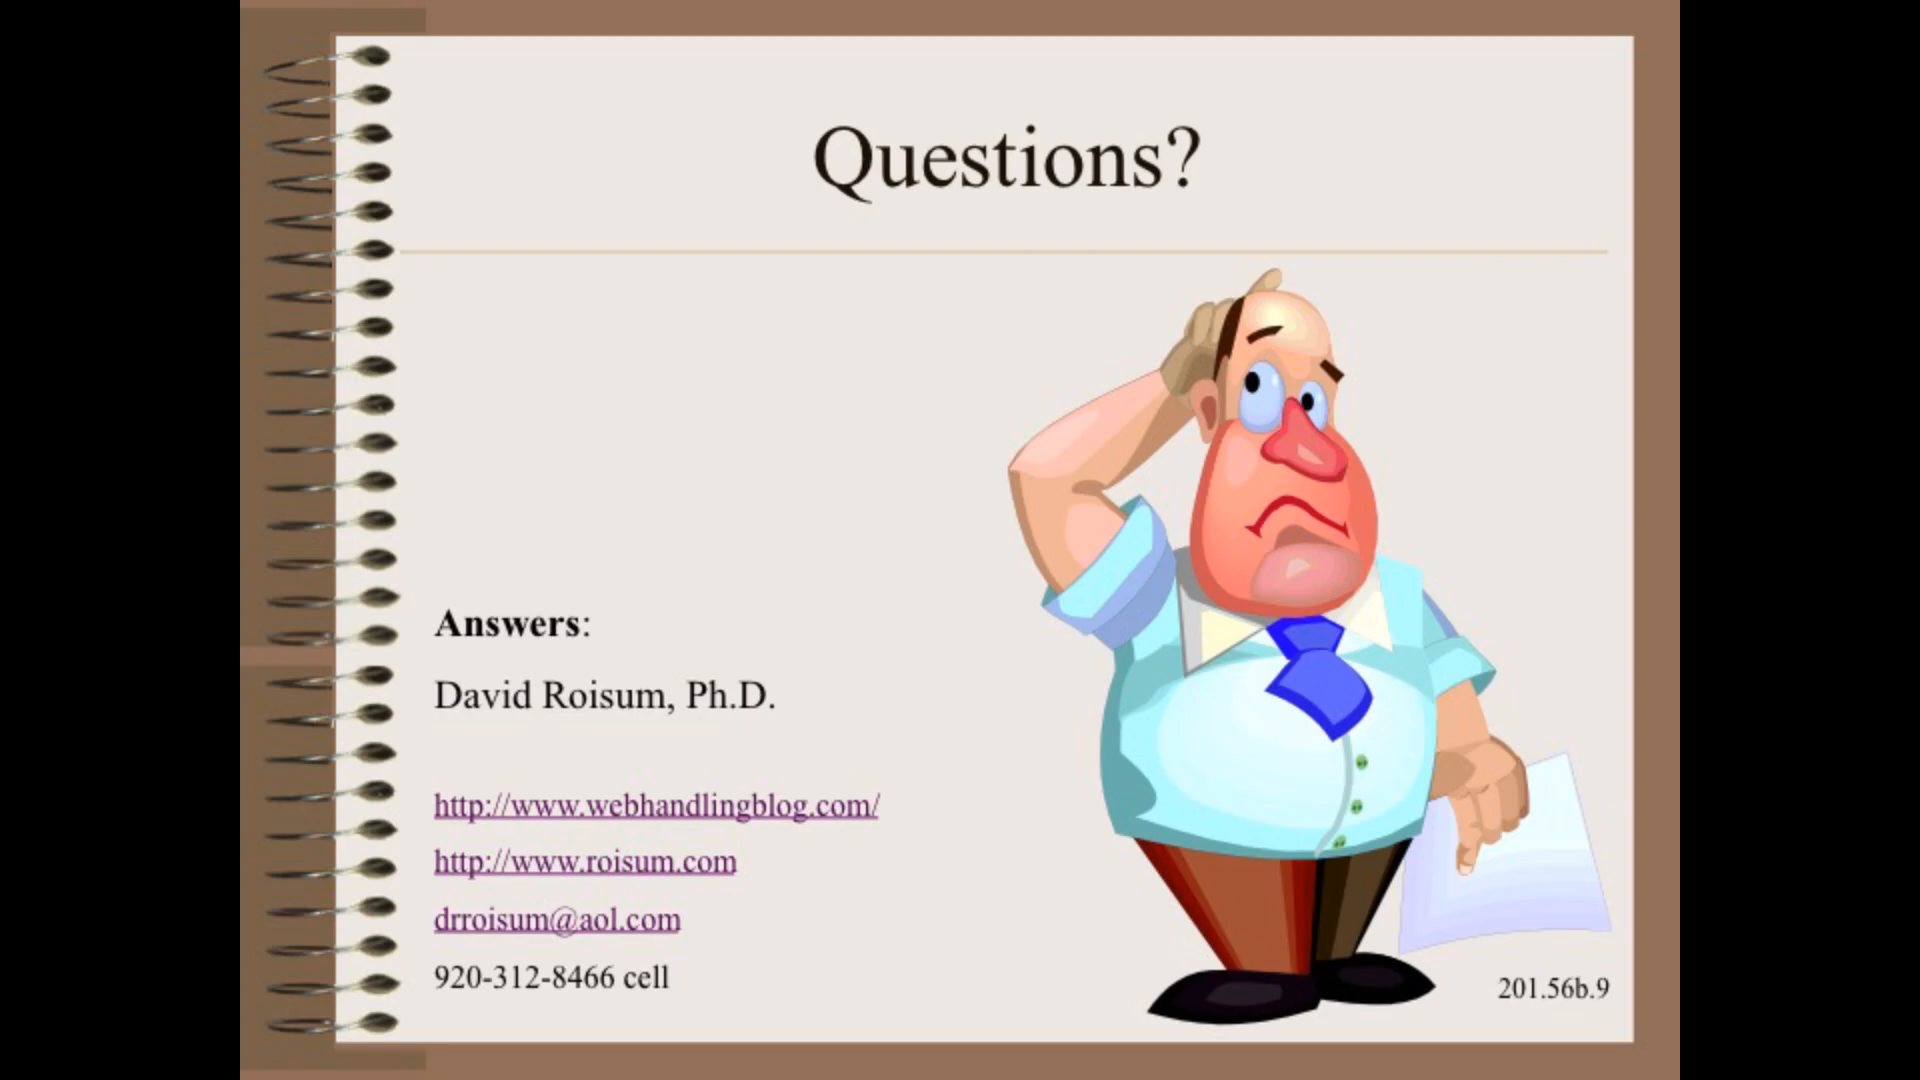 Questions?
Answers:
David Roisum, Ph.D.
http://www.webhandlingblog.com/
http://www.roisum.com
drroisum@aol.com
920-312-8466 cell
201.56b.9